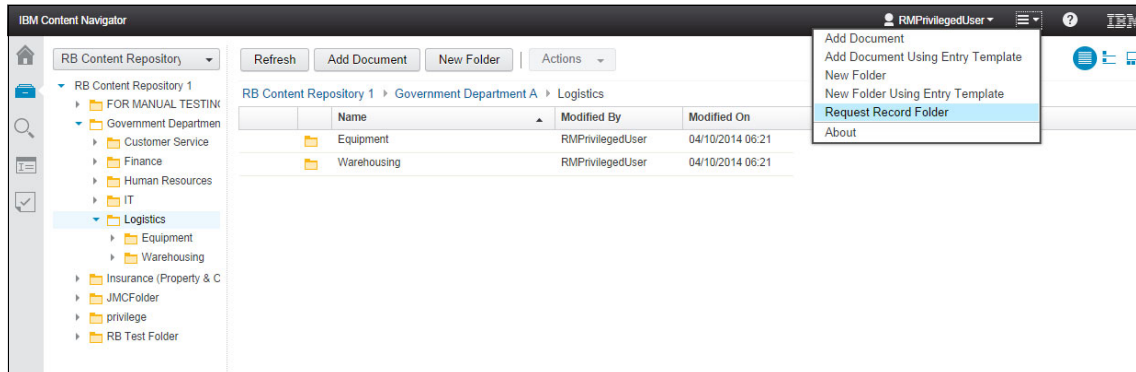 IBM Content Navigator
RMPrivilegedUser
RB Content Repository
Refresh
Add Document
New Folder
Actions
Add Document
Add Document Using Entry Template
New Folder
New Folder Using Entry Template
Request Record Folder
About
RB Content Repository 1
FOR MANUAL TESTING
Government Departmen
Customer Service
Finance
Human Resources
IT
Logistics
Equipment
Warehousing
Insurance (Property & C
JMCFolder
privilege
RB Test Folder
RB Content Repository 1 Government Department A Logistics
Name Modified By Modified On
Equipment RMPrivilegedUser 04/10/2014 06:21
Warehousing RMPrivilegedUser 04/10/2014 06:21